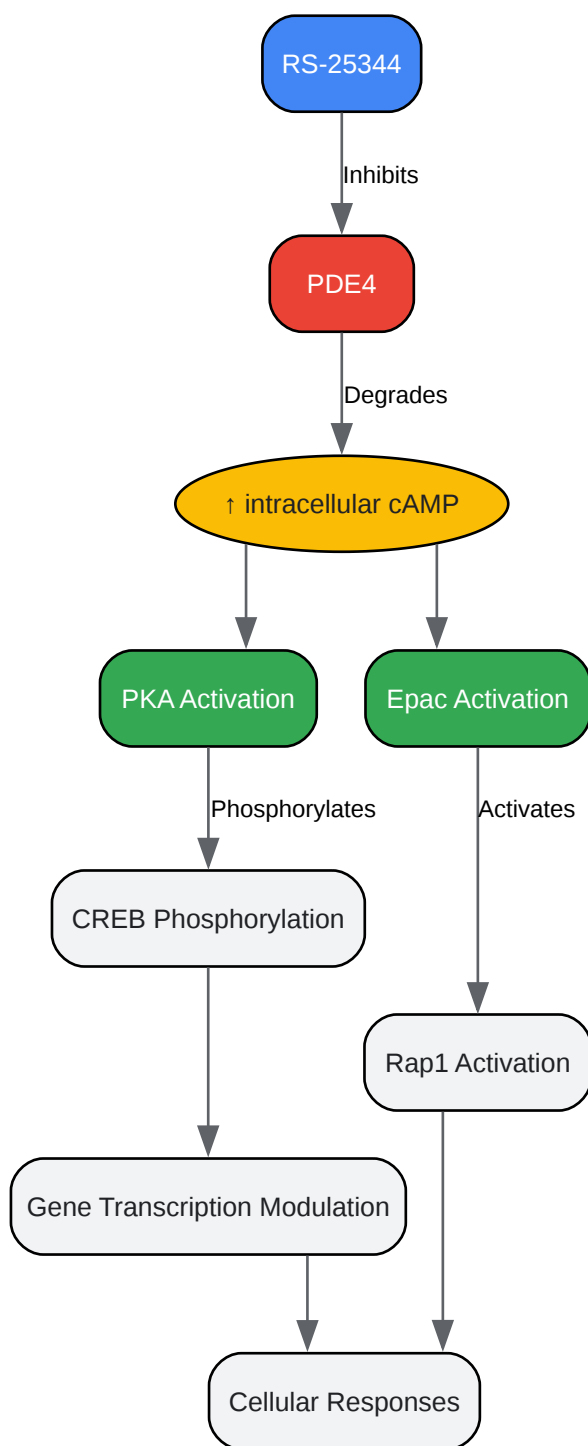 RS-25344
Inhibits
PDE4
Degrades
↑ intracellular cAMP
PKA Activation
Epac Activation
Phosphorylates
Activates
CREB Phosphorylation
Rap1 Activation
Gene Transcription Modulation
Cellular Responses